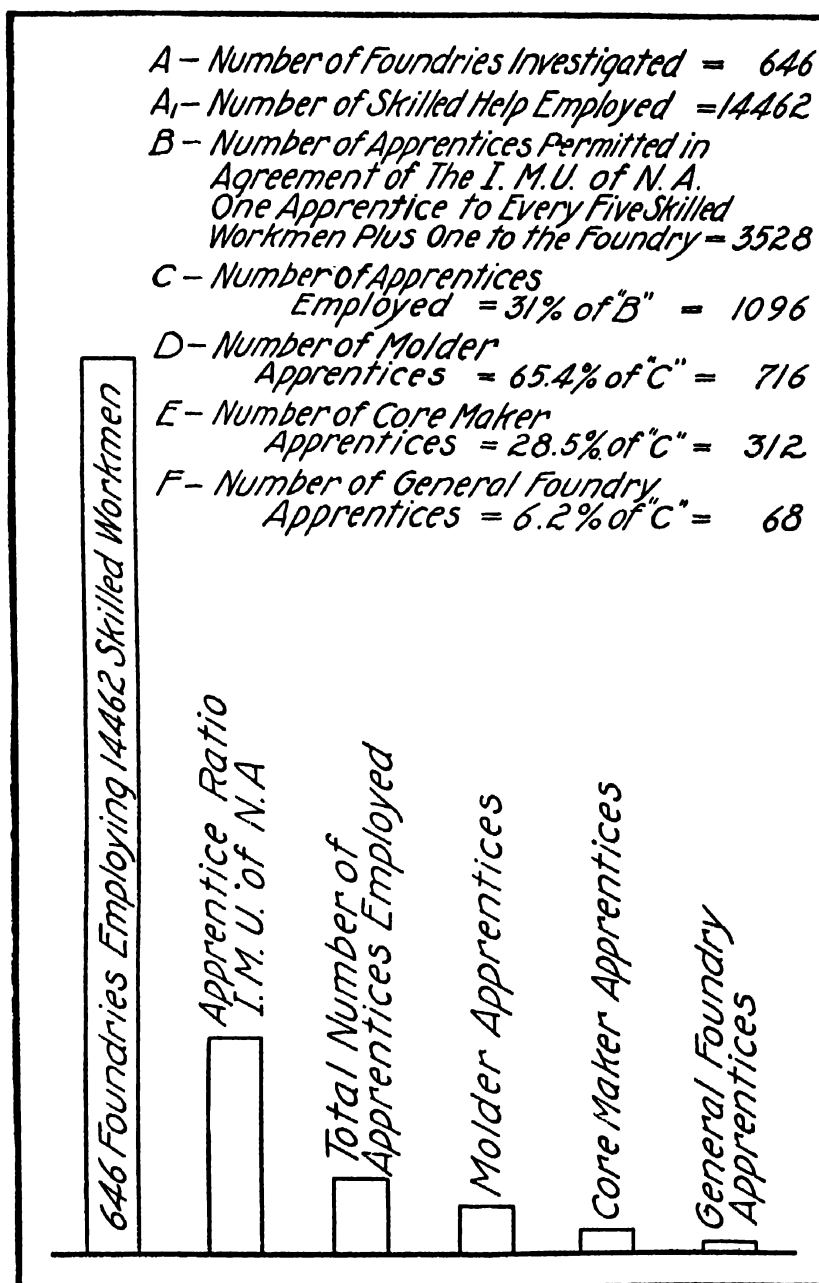 A – Number of Foundries Investigated = 646
A₁– Number of Skilled Help Employed = 14462
B – Number of Apprentices Permitted in
Agreement of The I. M.U. of N. A.
One Apprentice to Every Five Skilled
Workmen Plus One to the Foundry = 3528
C – Number of Apprentices
Employed = 31% of "B" = 1096
D – Number of Molder
Apprentices = 65.4% of "C" = 716
E – Number of Core Maker
Apprentices = 28.5% of "C" = 312
F – Number of General Foundry
Apprentices = 6.2% of "C" = 68
646 Foundries Employing 14462 Skilled Workmen
Apprentice Ratio
I. M. U. of N. A
Total Number of
Apprentices Employed
Molder Apprentices
Core Maker Apprentices
General Foundry
Apprentices